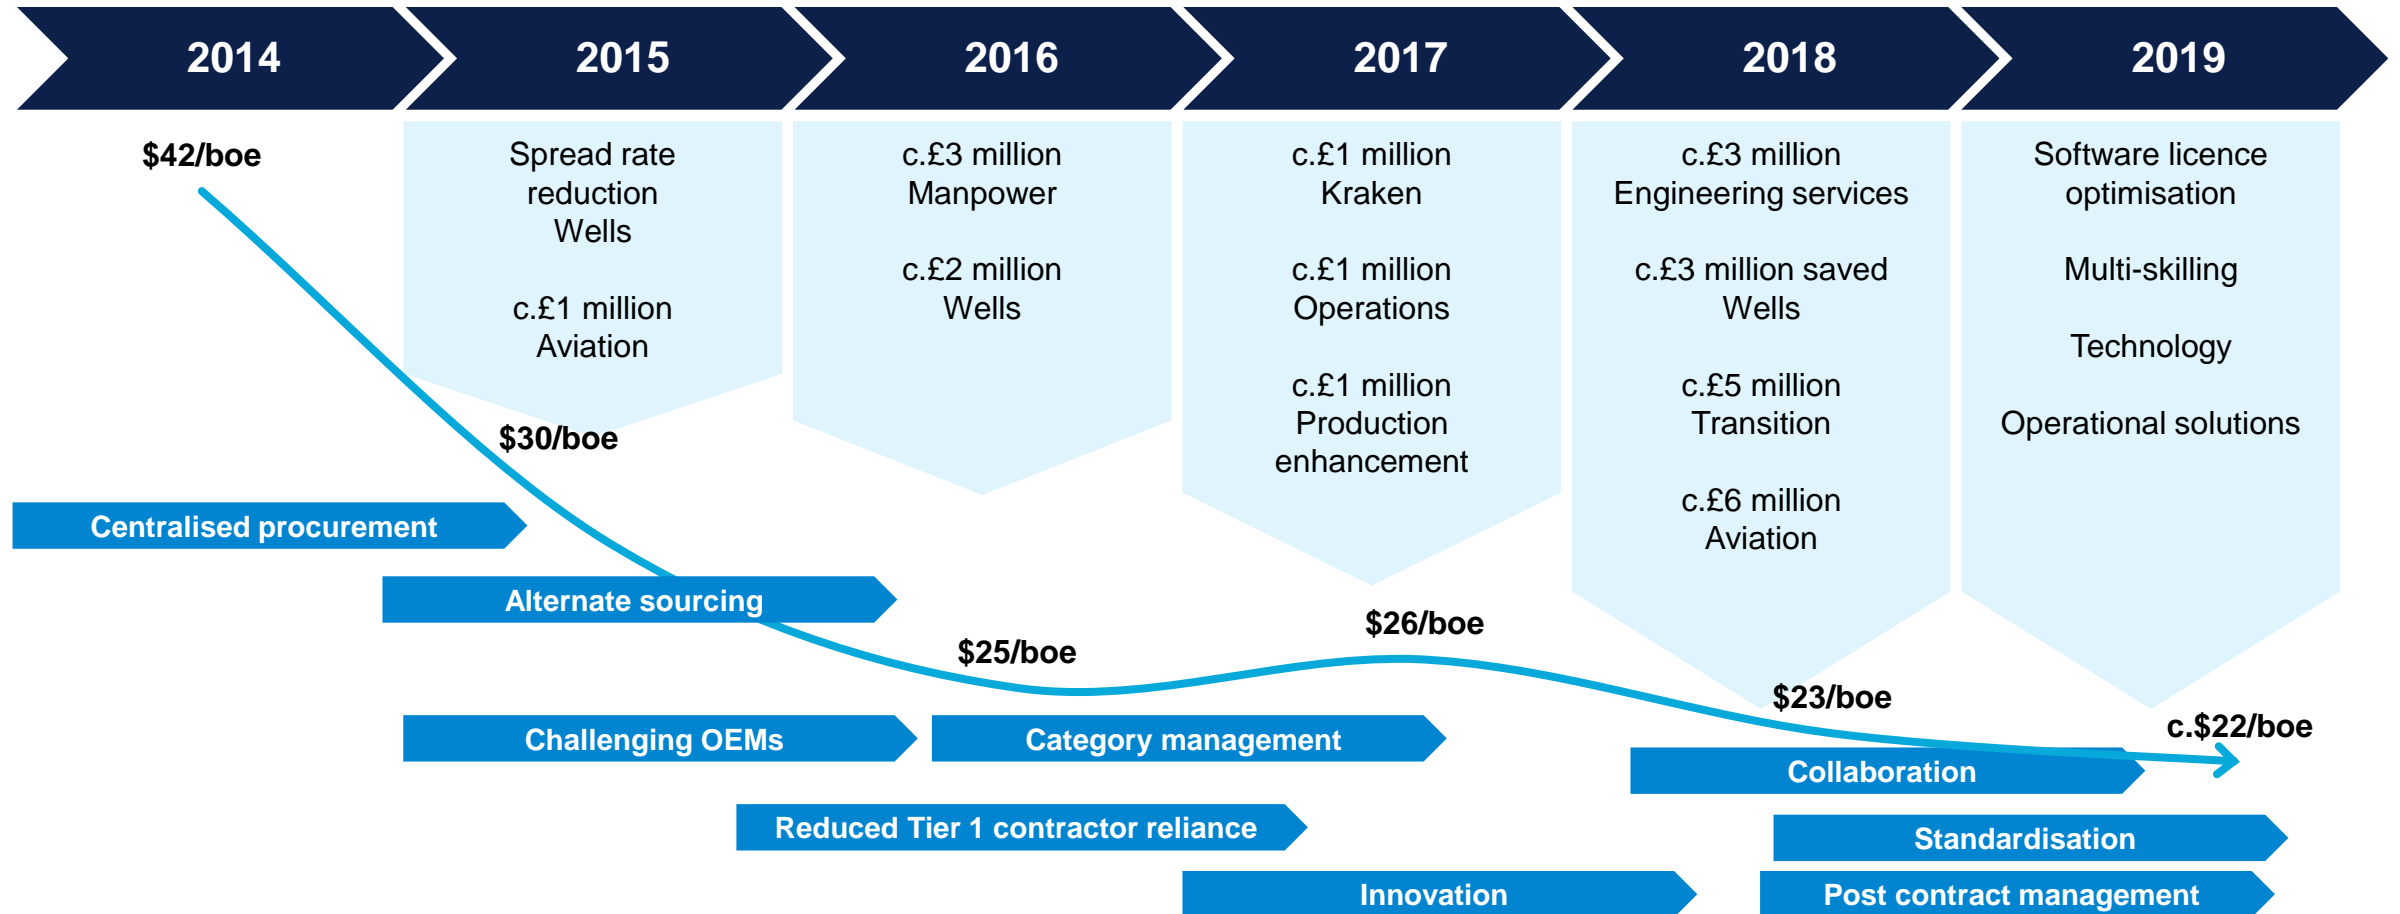 2014
2015
2016
2017
2018
2019
$42/boe
Spread rate
reduction
Wells
c.£1 million
Aviation
c.£3 million
Manpower
c.£2 million
Wells
c.£1 million
Kraken
c.£1 million
Operations
c.£1 million
Production
enhancement
c.£3 million
Engineering services
c.£3 million saved
Wells
c.£5 million
Transition
c.£6 million
Aviation
Software licence
optimisation
Multi-skilling
Technology
Operational solutions
$30/boe
$25/boe
$26/boe
$23/boe
c.$22/boe
Centralised procurement
Alternate sourcing
Challenging OEMs
Category management
Collaboration
Reduced Tier 1 contractor reliance
Standardisation
Innovation
Post contract management